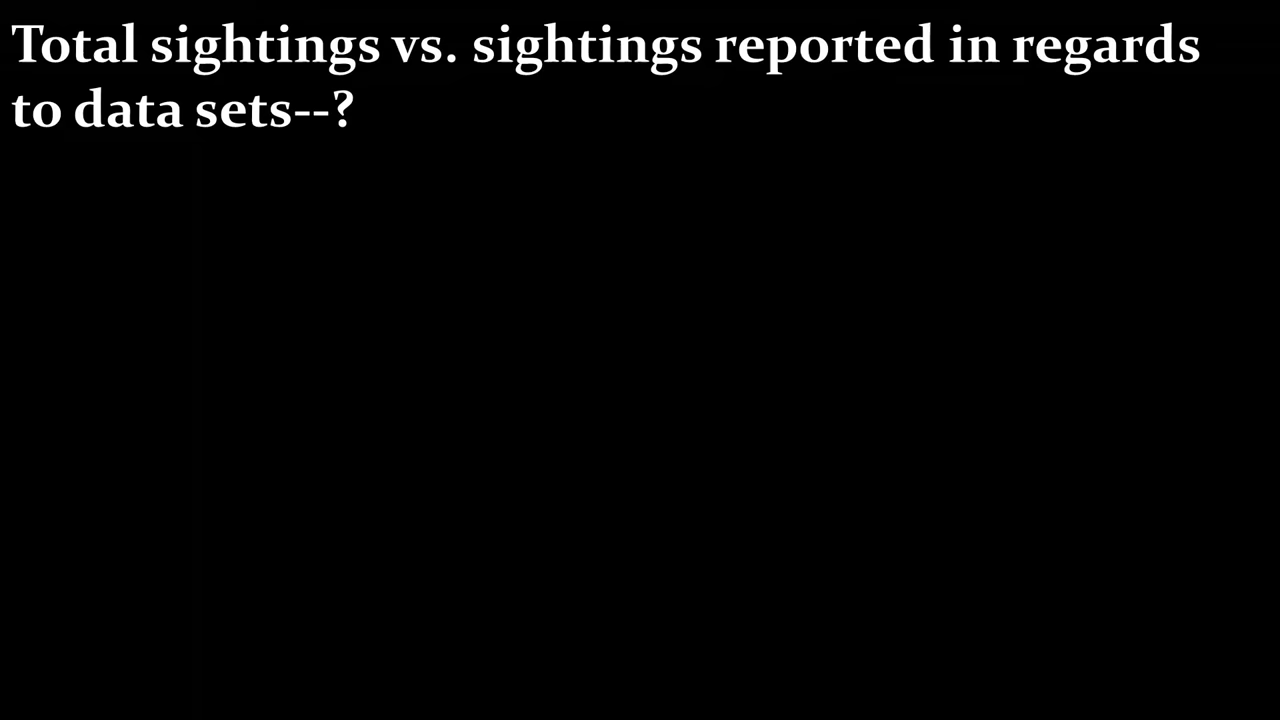 Total sightings vs. sightings reported in regards
to data sets--?